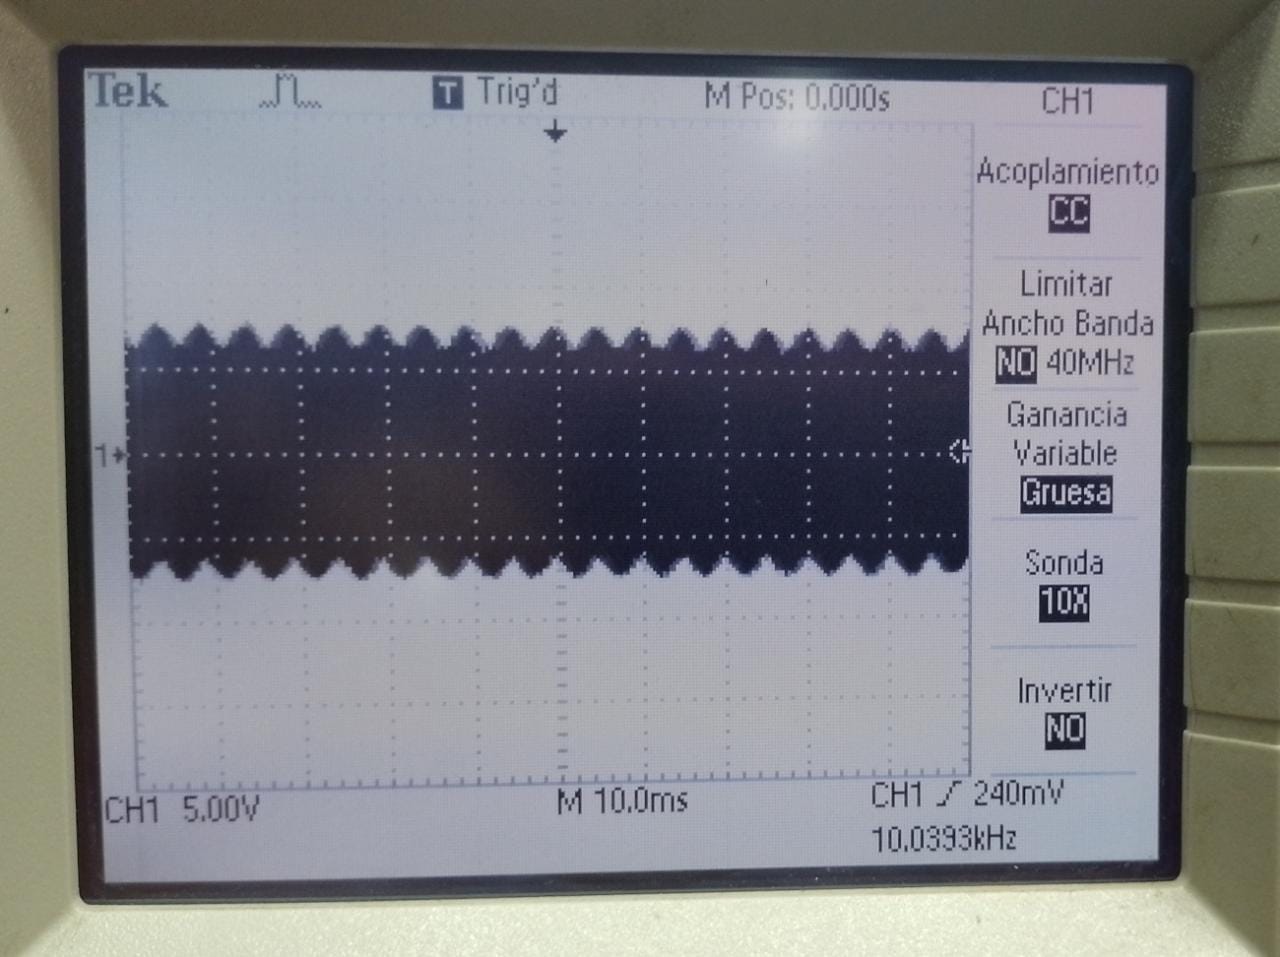 Tek
T Trig'd
M Pos: 0.000s
CH1
Acoplamiento
CC
Limitar
Ancho Banda
NO 40MHz
Ganancia
Variable
Gruesa
Sonda
10X
Invertir
NO
1
CH1 5.00V
M 10.0ms
CH1 240mV
10.0393kHz